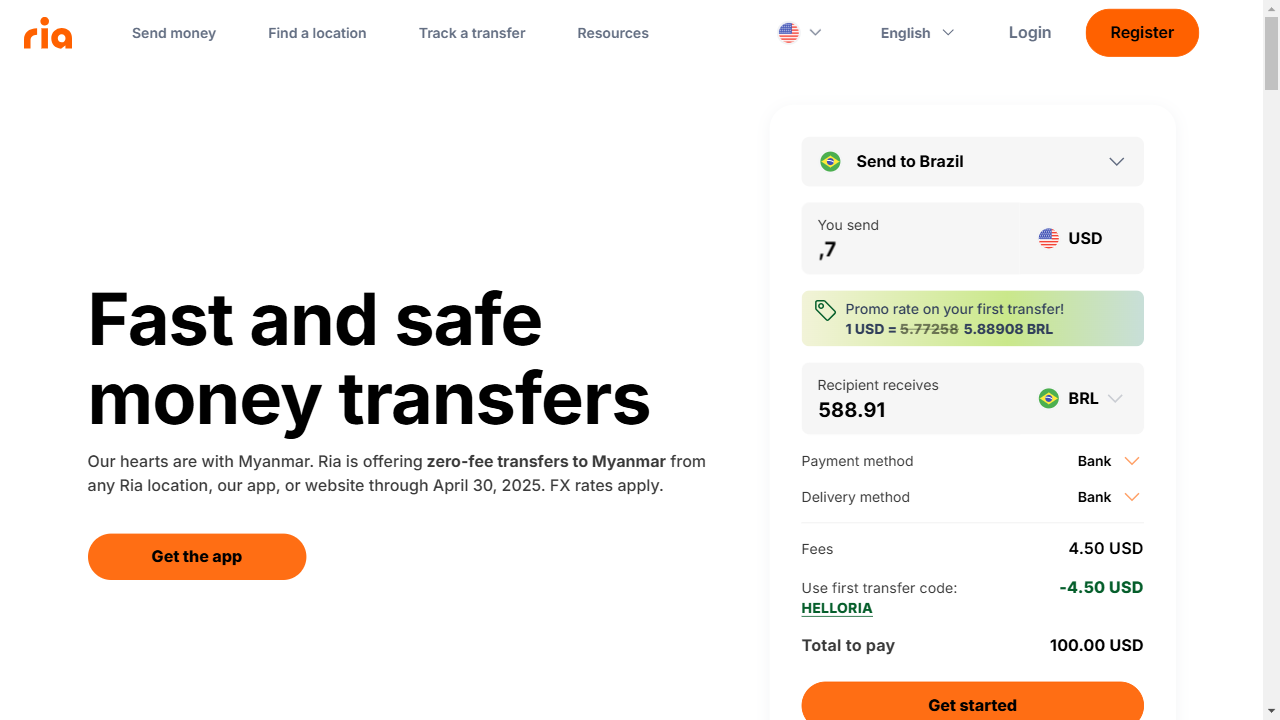 ria
Send money
Find a location
Track a transfer
Resources
English
Login
Register
Fast and safe
money transfers
Our hearts are with Myanmar. Ria is offering zero-fee transfers to Myanmar from
any Ria location, our app, or website through April 30, 2025. FX rates apply.
Get the app
Send to Brazil
You send
,7
USD
Promo rate on your first transfer!
1 USD = 5.77258 5.88908 BRL
Recipient receives
588.91
BRL
Payment method
Bank
Delivery method
Bank
Fees
4.50 USD
Use first transfer code:
-4.50 USD
HELLORIA
Total to pay
100.00 USD
Get started